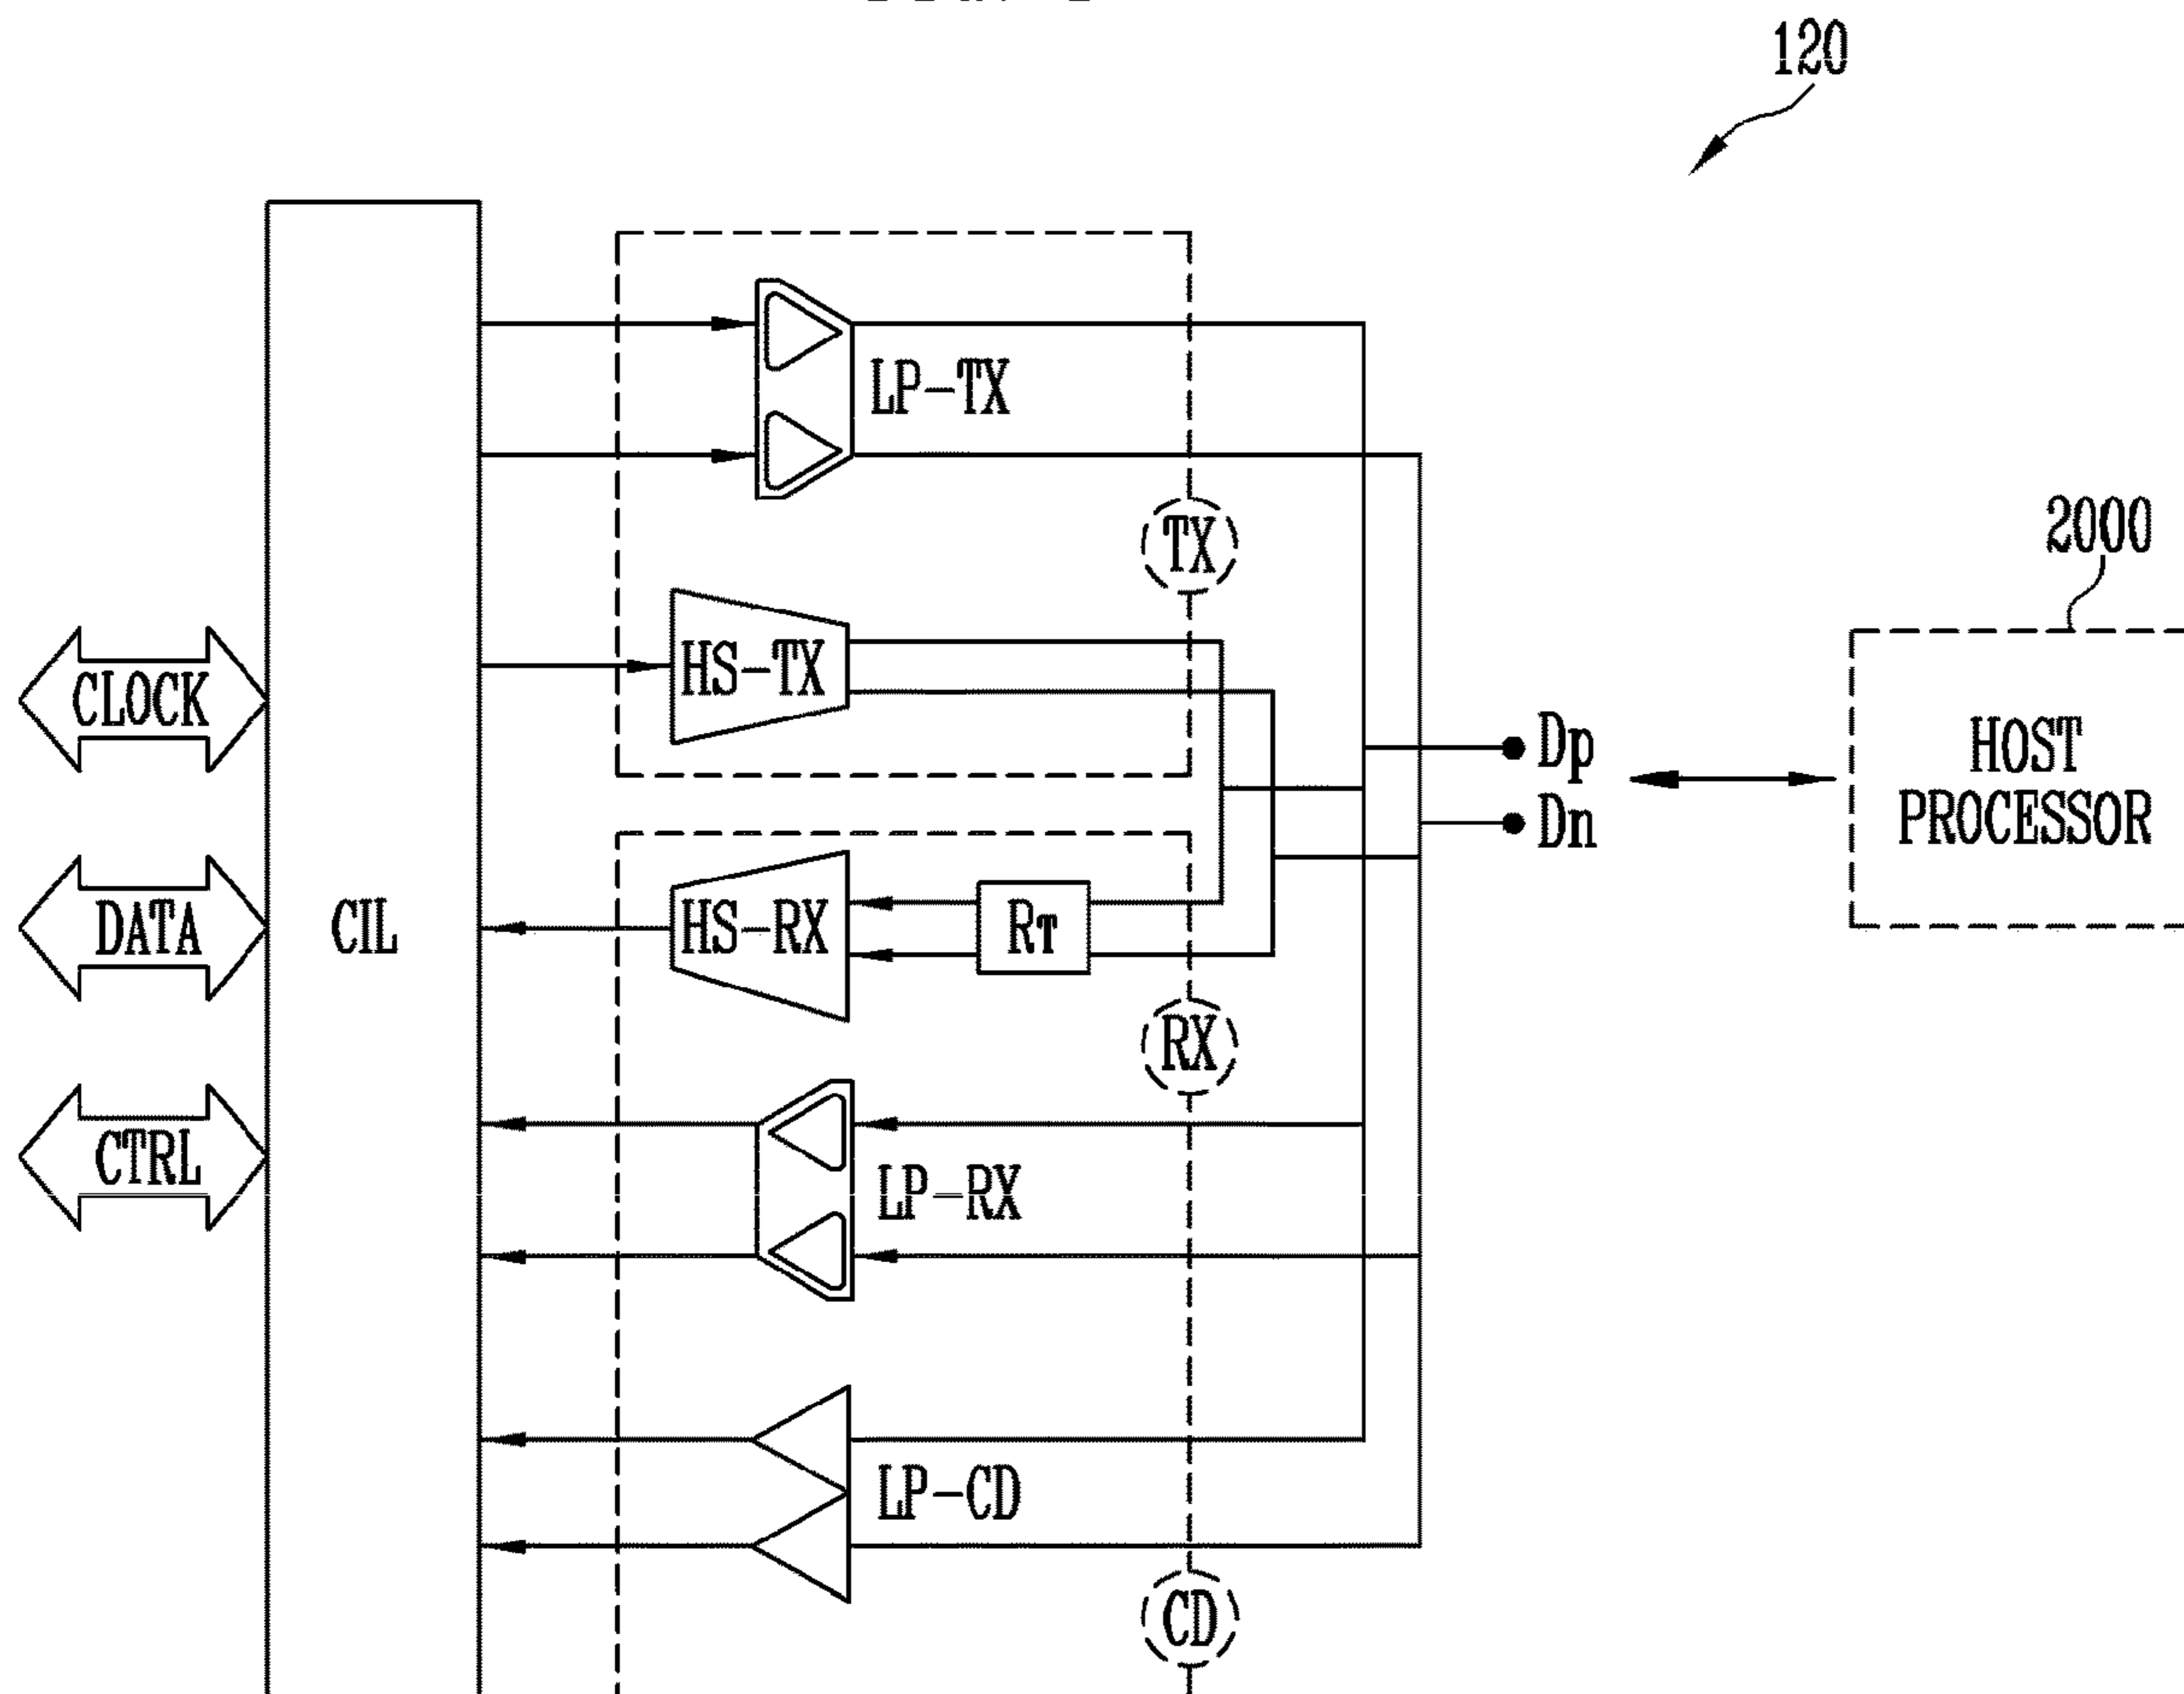 120
LP-TX
TX
2000
HS-TX
CLOCK
Dp
HOST
PROCESSOR
Dn
DATA
CIL
HS-RX
RT
RX
CTRL
LP-RX
LP-CD
CD